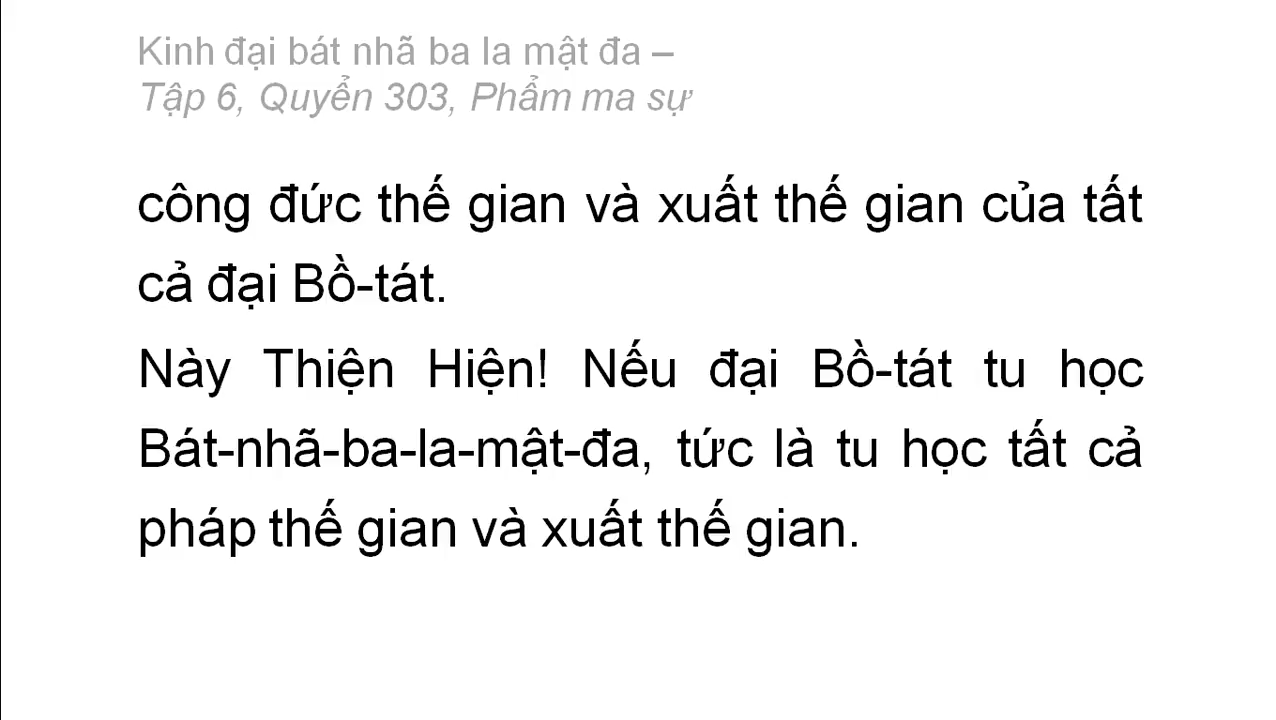 Kinh đại bát nhã ba la mật đa –
Tập 6, Quyển 303, Phẩm ma sự
công đức thế gian và xuất thế gian của tất
cả đại Bồ-tát.
Này Thiện Hiện! Nếu đại Bồ-tát tu học
Bát-nhã-ba-la-mật-đa, tức là tu học tất cả
pháp thế gian và xuất thế gian.